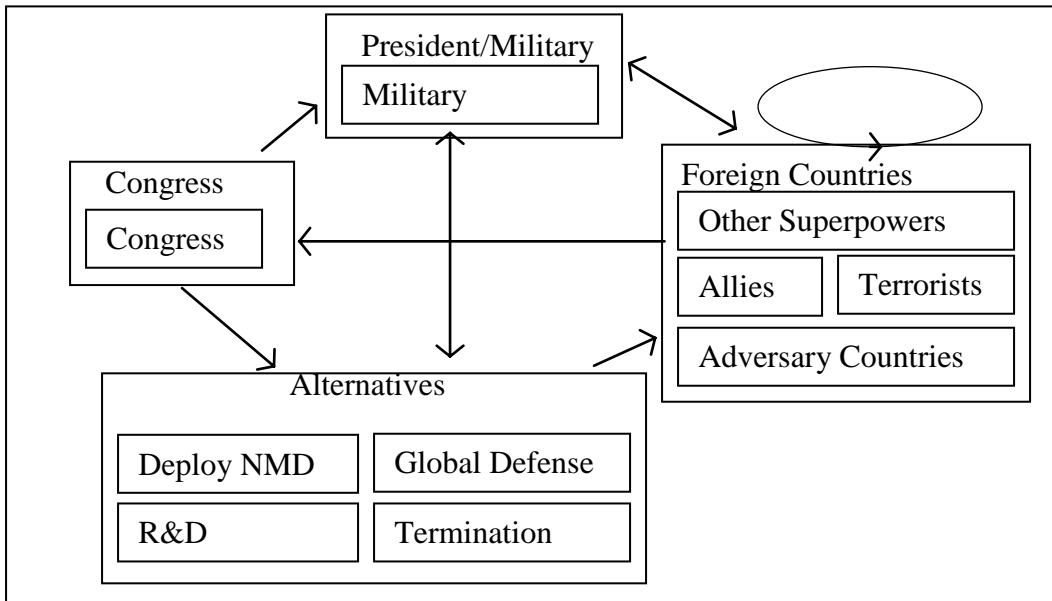 President/Military
Military
Congress
Congress
Foreign Countries
Other Superpowers
Allies
Terrorists
Adversary Countries
Alternatives
Deploy NMD
Global Defense
R&D
Termination